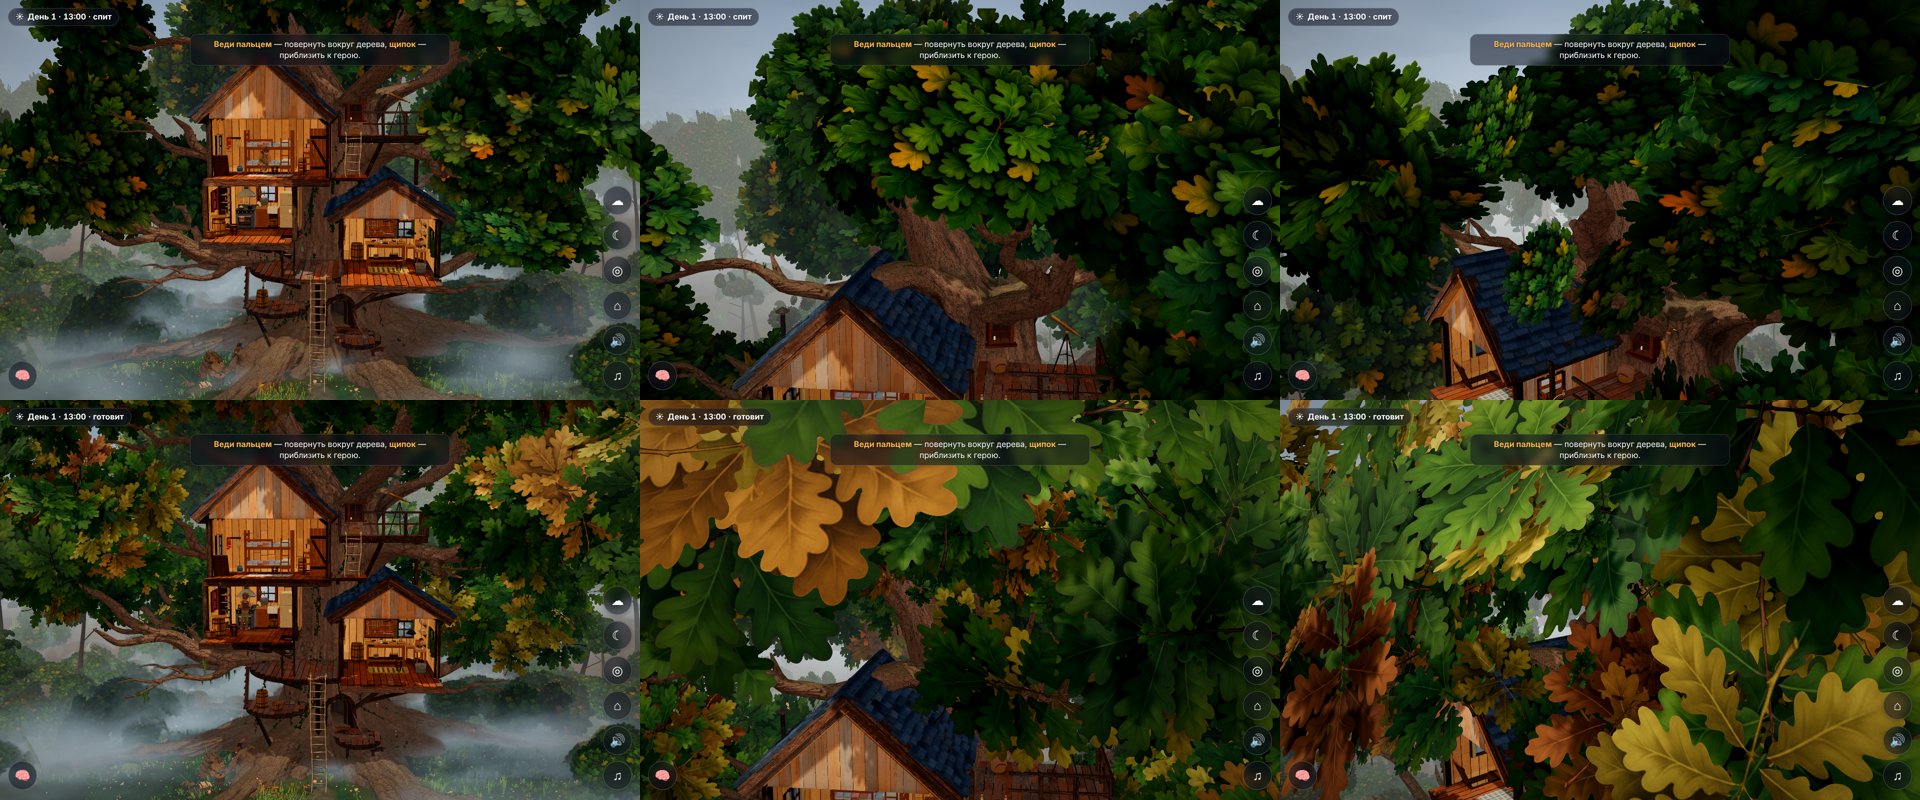 День 1 · 13:00 · спит
Веди пальцем — повернуть вокруг дерева, щипок —
приблизить к герою.
День 1 · 13:00 · спит
Веди пальцем — повернуть вокруг дерева, щипок —
приблизить к герою.
День 1 · 13:00 · спит
Веди пальцем — повернуть вокруг дерева, щипок —
приблизить к герою.
День 1 · 13:00 · готовит
Веди пальцем — повернуть вокруг дерева, щипок —
приблизить к герою.
День 1 · 13:00 · готовит
Веди пальцем — повернуть вокруг дерева, щипок —
приблизить к герою.
День 1 · 13:00 · готовит
Веди пальцем — повернуть вокруг дерева, щипок —
приблизить к герою.